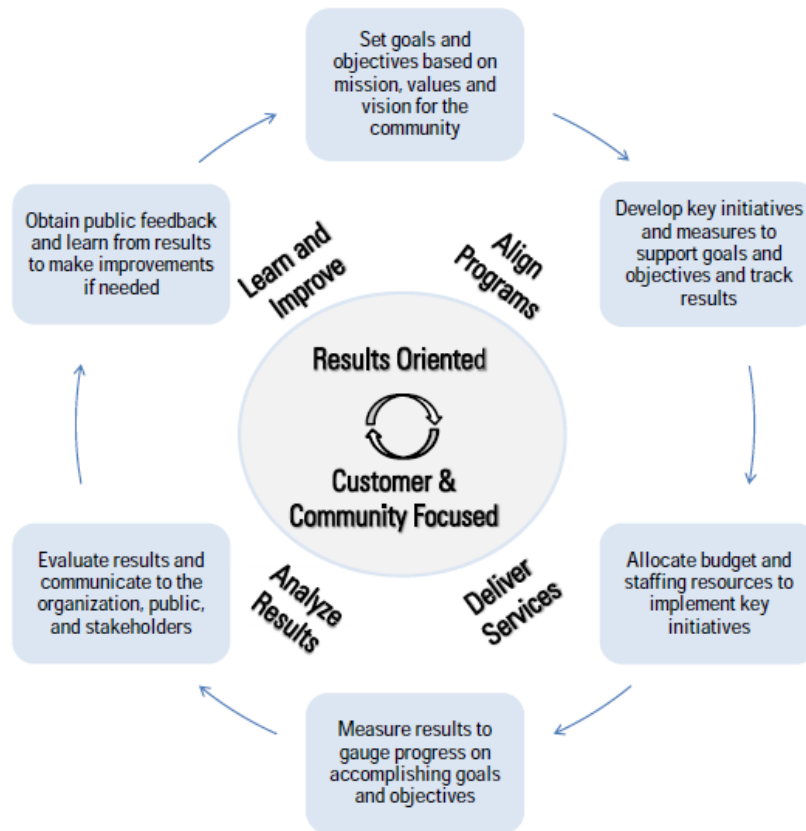 Set goals and
objectives based on
mission, values and
vision for the
community
Develop key initiatives
and measures to
support goals and
objectives and track
results
Allocate budget and
staffing resources to
implement key
initiatives
Measure results to
gauge progress on
accomplishing goals
and objectives
Evaluate results and
communicate to the
organization, public,
and stakeholders
Obtain public feedback
and learn from results
to make improvements
if needed
Learn and
Improve
Align
Programs
Results Oriented
Customer &
Community Focused
Analyze
Results
Deliver
Services